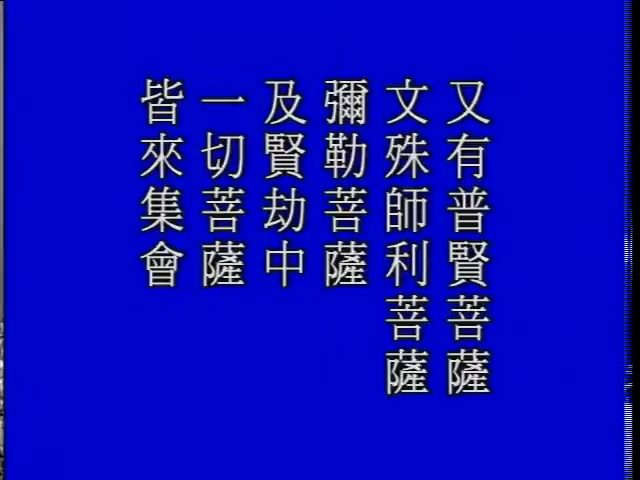 又有普賢菩薩
文殊師利菩薩
彌勒菩薩
及賢劫中
一切菩薩
皆來集會